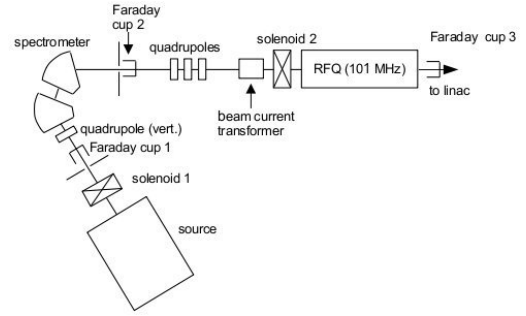 Faraday
cup 2
spectrometer
quadrupoles
solenoid 2
Faraday cup 3
RFQ (101 MHz)
to linac
beam current
transformer
quadrupole (vert.)
Faraday cup 1
solenoid 1
source